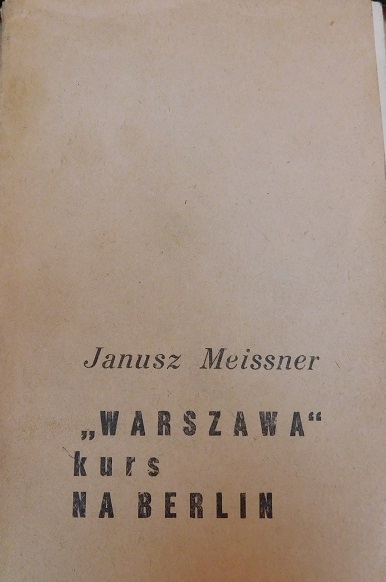 Janusz Meissner
„WARSZAWA“
kurs
NA BERLIN